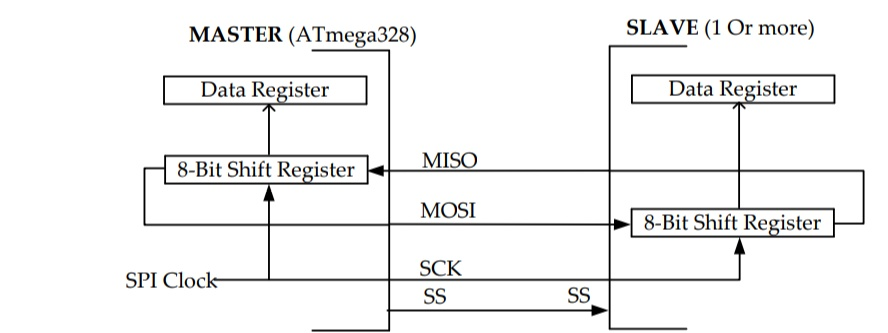 MASTER (ATmega328)
SLAVE (1 Or more)
Data Register
Data Register
8-Bit Shift Register
MISO
MOSI
8-Bit Shift Register
SPI Clock
SCK
SS
SS